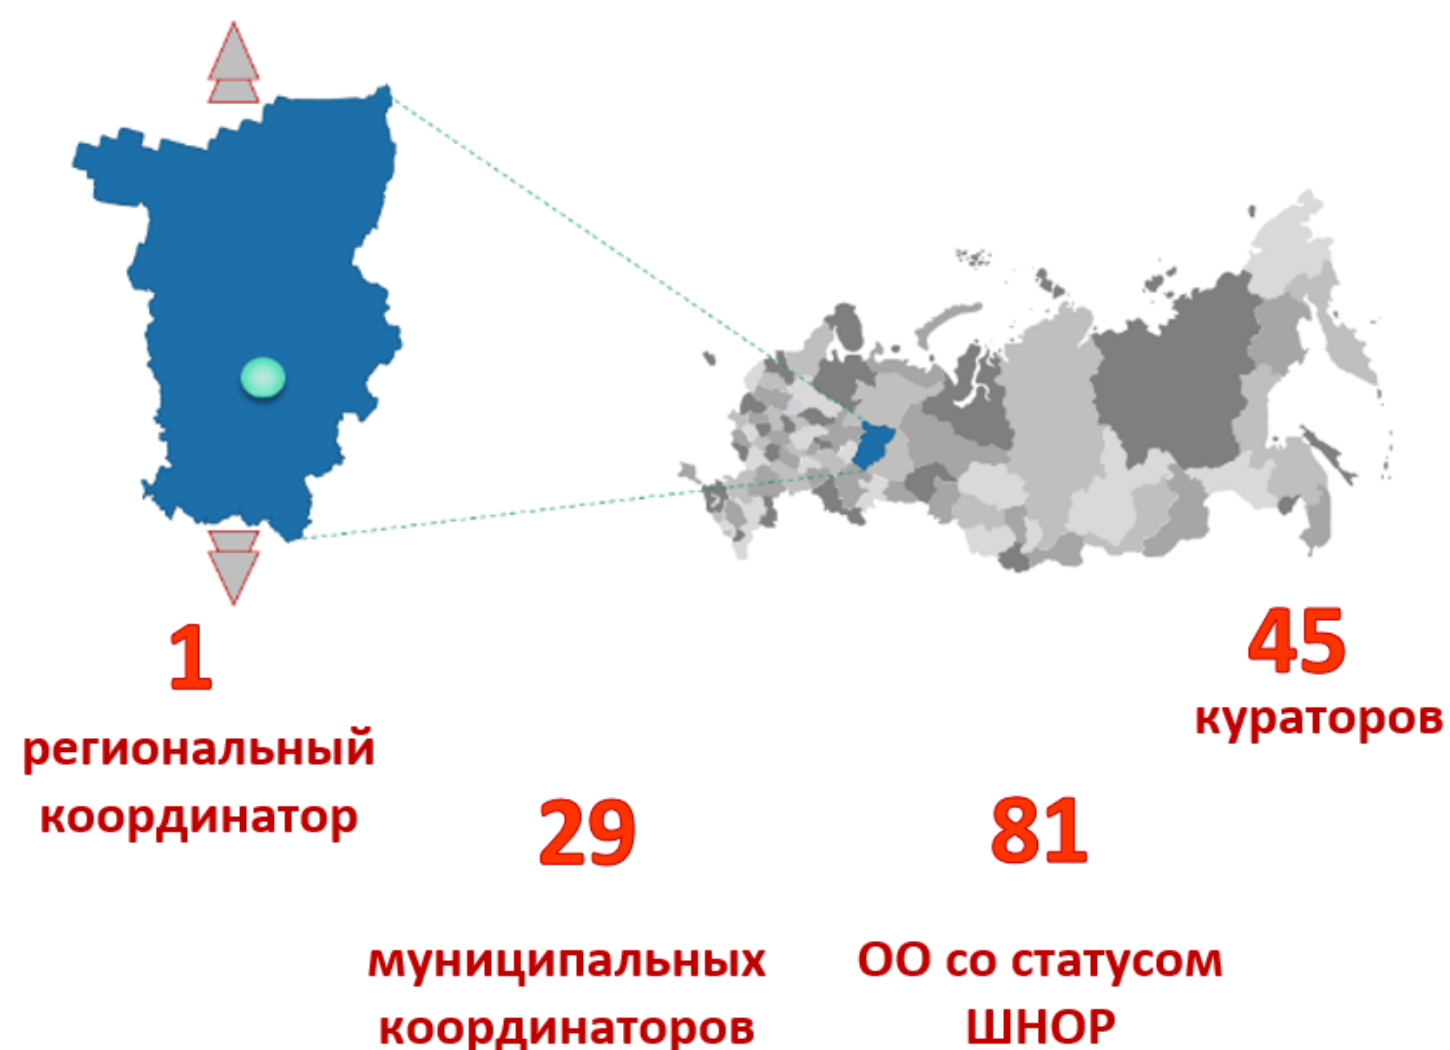 1
региональный
координатор
29
муниципальных
координаторов
81
ОО со статусом
ШНОР
45
кураторов